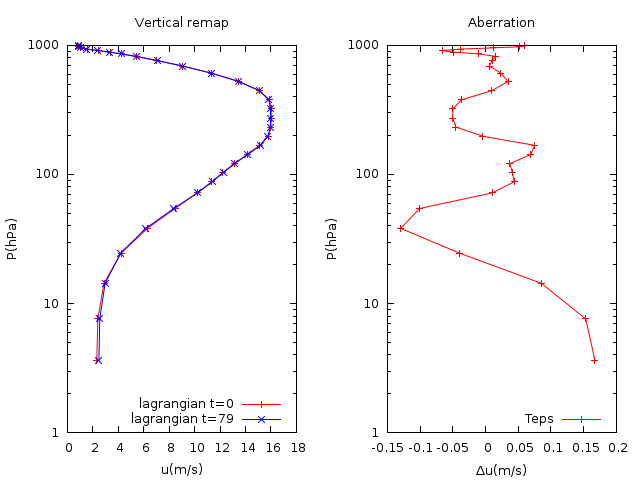 Vertical remap
1000
100
10
1
P(hPa)
lagrangian t=0
lagrangian t=79
0 2 4 6 8 10 12 14 16 18
u(m/s)
Aberration
1000
100
10
1
P(hPa)
Teps
-0.15 -0.1 -0.05 0 0.05 0.1 0.15 0.2
Δu(m/s)